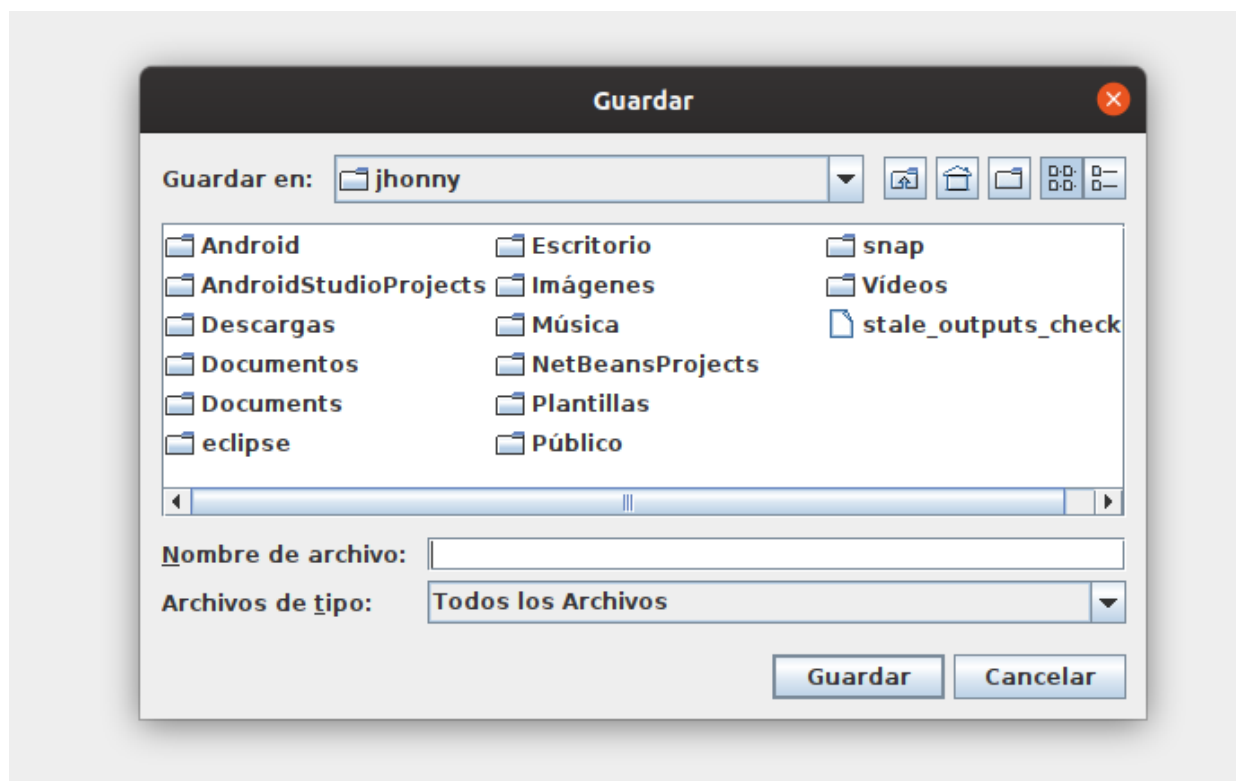 Guardar
Guardar en: jhonny
Android Escritorio snap
AndroidStudioProjects Imágenes Vídeos
Descargas Música stale_outputs_check
Documentos NetBeansProjects
Documents Plantillas
eclipse Público
Nombre de archivo:
Archivos de tipo: Todos los Archivos
Guardar Cancelar